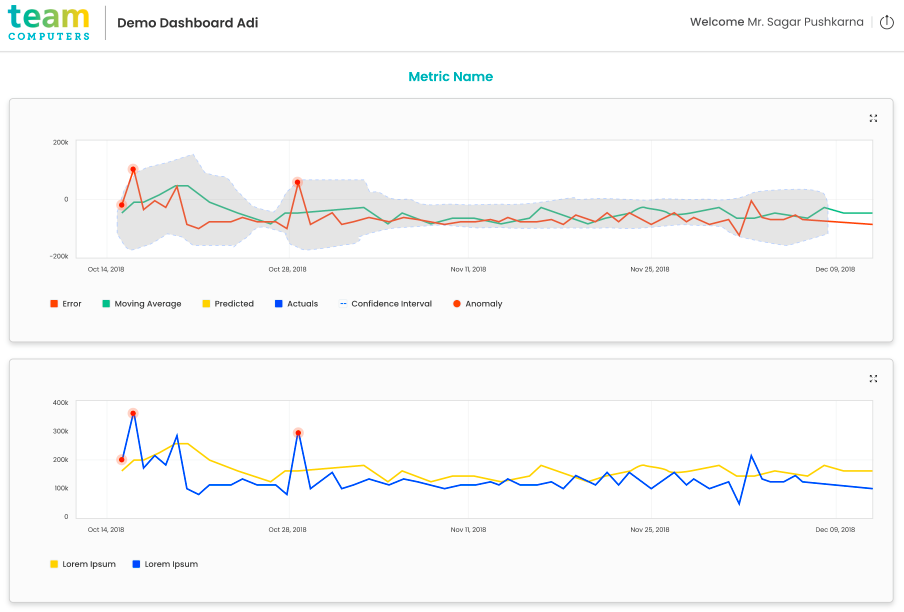 team
COMPUTERS
Demo Dashboard Adi
Welcome Mr. Sagar Pushkarna
Metric Name
200k
0
-200k
Oct 14, 2018 Oct 28, 2018 Nov 11, 2018 Nov 25, 2018 Dec 09, 2018
Error Moving Average Predicted Actuals -- Confidence Interval Anomaly
400k
300k
200k
100k
0
Oct 14, 2018 Oct 28, 2018 Nov 11, 2018 Nov 25, 2018 Dec 09, 2018
Lorem Ipsum Lorem Ipsum